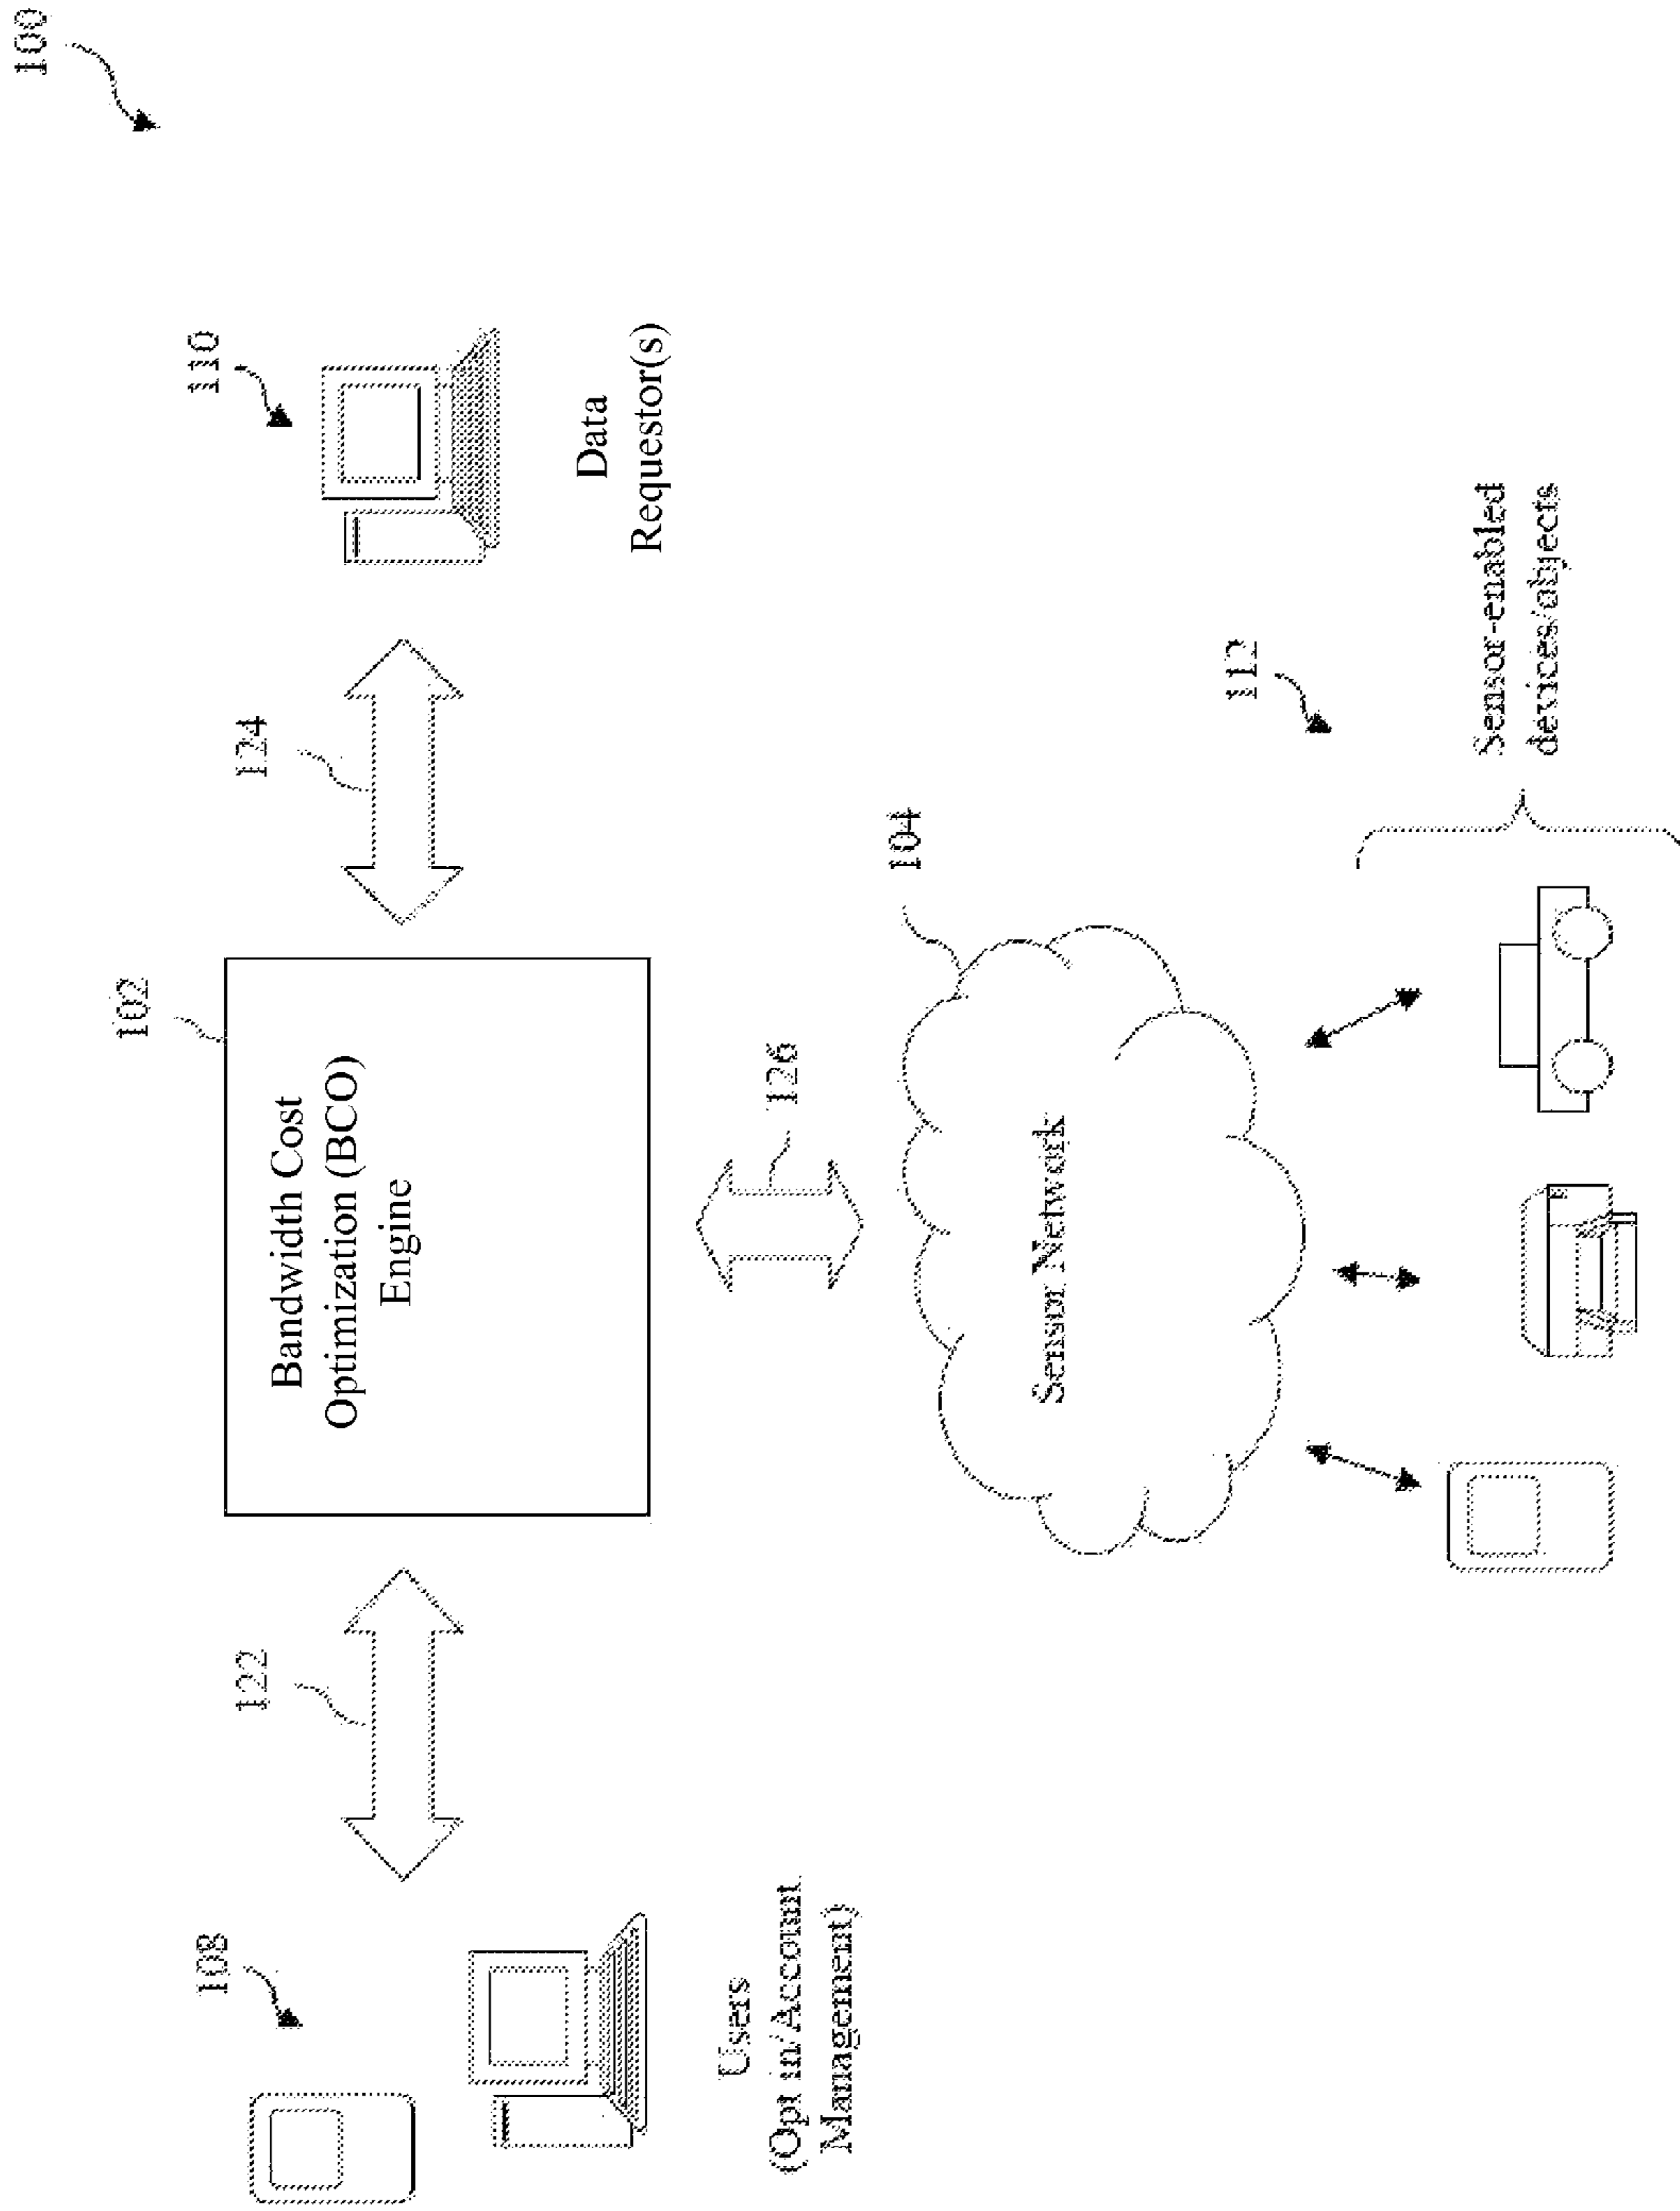 100
110
Data
Requestor(s)
124
102
Bandwidth Cost
Optimization (BCO)
Engine
122
108
Users
(Opt in/Account
Management)
126
104
Sensor Network
112
Sensor-enabled
devices/objects